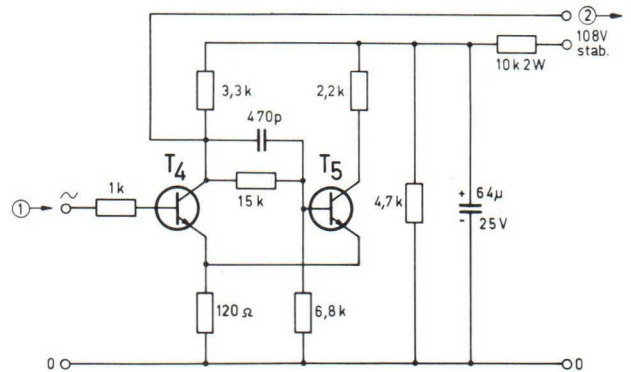 2
108V
stab.
10k 2W
3,3k
2,2k
470p
T4
T5
1k
~
1
15k
4,7k
+
64µ
-
25V
120 Ω
6,8k
0
0